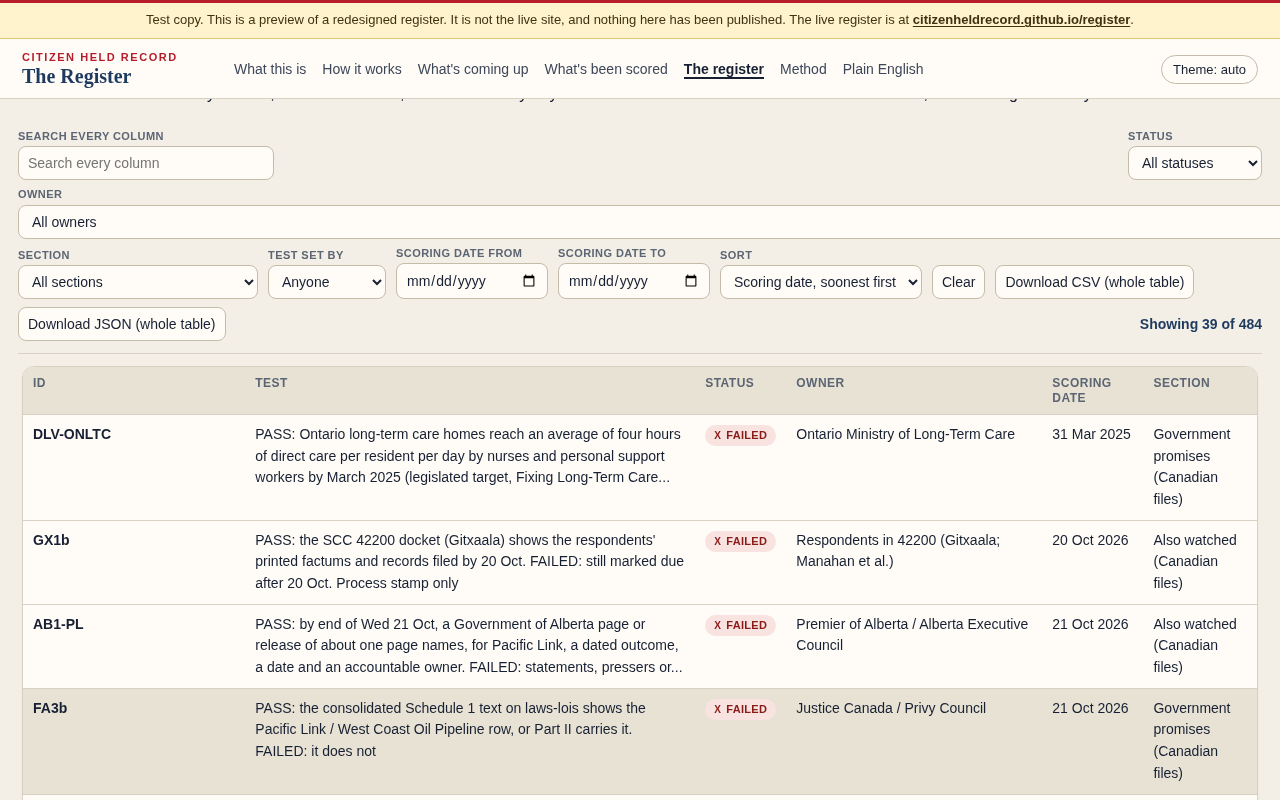 Test copy. This is a preview of a redesigned register. It is not the live site, and nothing here has been published. The live register is at citizenheldrecord.github.io/register.
CITIZEN HELD RECORD
The Register
What this is
How it works
What's coming up
What's been scored
The register
Method
Plain English
Theme: auto
SEARCH EVERY COLUMN
STATUS
Search every column
All statuses
OWNER
All owners
SECTION
TEST SET BY
SCORING DATE FROM
SCORING DATE TO
SORT
All sections
Anyone
mm/dd/yyyy
mm/dd/yyyy
Scoring date, soonest first
Clear
Download CSV (whole table)
Download JSON (whole table)
Showing 39 of 484
ID
TEST
STATUS
OWNER
SCORING
DATE
SECTION
DLV-ONLTC
PASS: Ontario long-term care homes reach an average of four hours
of direct care per resident per day by nurses and personal support
workers by March 2025 (legislated target, Fixing Long-Term Care...
X FAILED
Ontario Ministry of Long-Term Care
31 Mar 2025
Government
promises
(Canadian
files)
GX1b
PASS: the SCC 42200 docket (Gitxaala) shows the respondents'
printed factums and records filed by 20 Oct. FAILED: still marked due
after 20 Oct. Process stamp only
X FAILED
Respondents in 42200 (Gitxaala;
Manahan et al.)
20 Oct 2026
Also watched
(Canadian
files)
AB1-PL
PASS: by end of Wed 21 Oct, a Government of Alberta page or
release of about one page names, for Pacific Link, a dated outcome,
a date and an accountable owner. FAILED: statements, pressers or...
X FAILED
Premier of Alberta / Alberta Executive
Council
21 Oct 2026
Also watched
(Canadian
files)
FA3b
PASS: the consolidated Schedule 1 text on laws-lois shows the
Pacific Link / West Coast Oil Pipeline row, or Part II carries it.
FAILED: it does not
X FAILED
Justice Canada / Privy Council
21 Oct 2026
Government
promises
(Canadian
files)